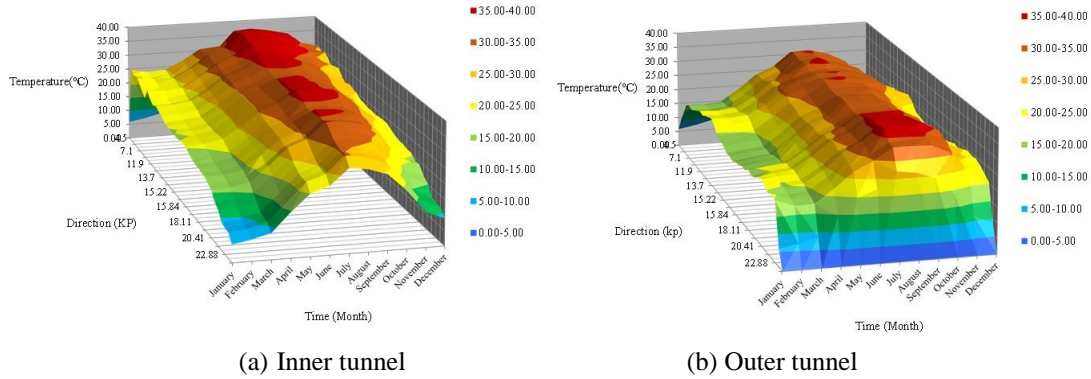 40.00
35.00
30.00
25.00
20.00
15.00
10.00
5.00
Temperature(°C)
7.1
11.9
13.7
15.22
15.84
18.11
20.41
22.88
Direction (KP)
January
February
March
April
May
June
July
August
September
October
November
December
Time (Month)
35.00-40.00
30.00-35.00
25.00-30.00
20.00-25.00
15.00-20.00
10.00-15.00
5.00-10.00
0.00-5.00
(a) Inner tunnel
40.00
35.00
30.00
25.00
20.00
15.00
10.00
5.00
Temperature(°C)
7.1
11.9
13.7
15.22
15.84
18.11
20.41
22.88
Direction (kp)
January
February
March
April
May
June
July
August
September
October
November
December
Time (Month)
35.00-40.00
30.00-35.00
25.00-30.00
20.00-25.00
15.00-20.00
10.00-15.00
5.00-10.00
0.00-5.00
(b) Outer tunnel